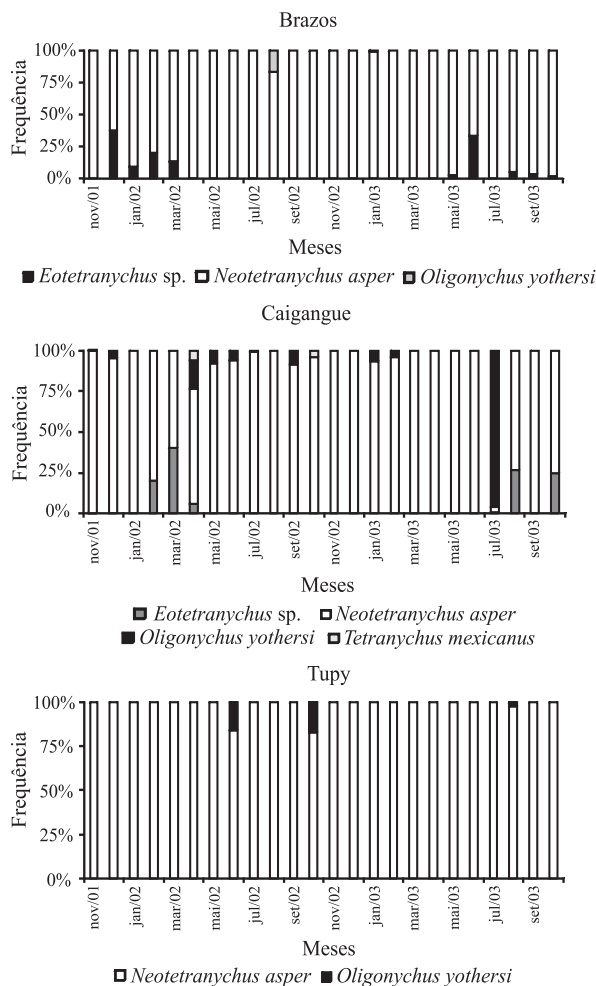 Brazos
Frequência
100%
75%
50%
25%
0%
nov/01 jan/02 mar/02 mai/02 jul/02 set/02 nov/02 jan/03 mar/03 mai/03 jul/03 set/03
Meses
Eotetranychus sp. Neotetranychus asper Oligonychus yothersi
Caigangue
Frequência
100%
75%
50%
25%
0%
nov/01 jan/02 mar/02 mai/02 jul/02 set/02 nov/02 jan/03 mar/03 mai/03 jul/03 set/03
Meses
Eotetranychus sp. Neotetranychus asper
Oligonychus yothersi Tetranychus mexicanus
Tupy
Frequência
100%
75%
50%
25%
0%
nov/01 jan/02 mar/02 mai/02 jul/02 set/02 nov/02 jan/03 mar/03 mai/03 jul/03 set/03
Meses
Neotetranychus asper Oligonychus yothersi